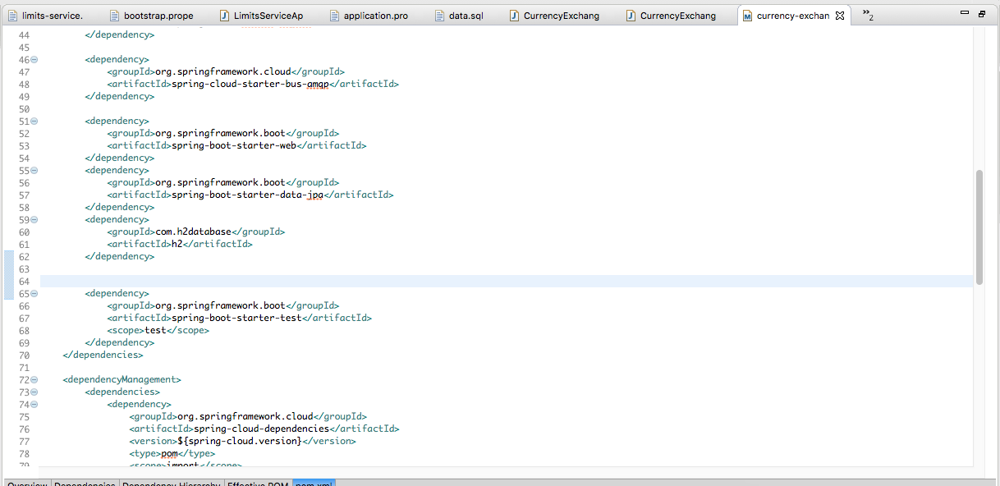 limits-service. bootstrap.prope LimitsServiceAp application.pro data.sql CurrencyExchang CurrencyExchang currency-exchan »2
44 </dependency>
45
46 <dependency>
47 <groupId>org.springframework.cloud</groupId>
48 <artifactId>spring-cloud-starter-bus-amqp</artifactId>
49 </dependency>
50
51 <dependency>
52 <groupId>org.springframework.boot</groupId>
53 <artifactId>spring-boot-starter-web</artifactId>
54 </dependency>
55 <dependency>
56 <groupId>org.springframework.boot</groupId>
57 <artifactId>spring-boot-starter-data-jpa</artifactId>
58 </dependency>
59 <dependency>
60 <groupId>com.h2database</groupId>
61 <artifactId>h2</artifactId>
62 </dependency>
63
64
65 <dependency>
66 <groupId>org.springframework.boot</groupId>
67 <artifactId>spring-boot-starter-test</artifactId>
68 <scope>test</scope>
69 </dependency>
70 </dependencies>
71
72 <dependencyManagement>
73 <dependencies>
74 <dependency>
75 <groupId>org.springframework.cloud</groupId>
76 <artifactId>spring-cloud-dependencies</artifactId>
77 <version>${spring-cloud.version}</version>
78 <type>pom</type>
79 <scope>import</scope>
Overview Dependencies Dependency Hierarchy Effective POM pom.xml